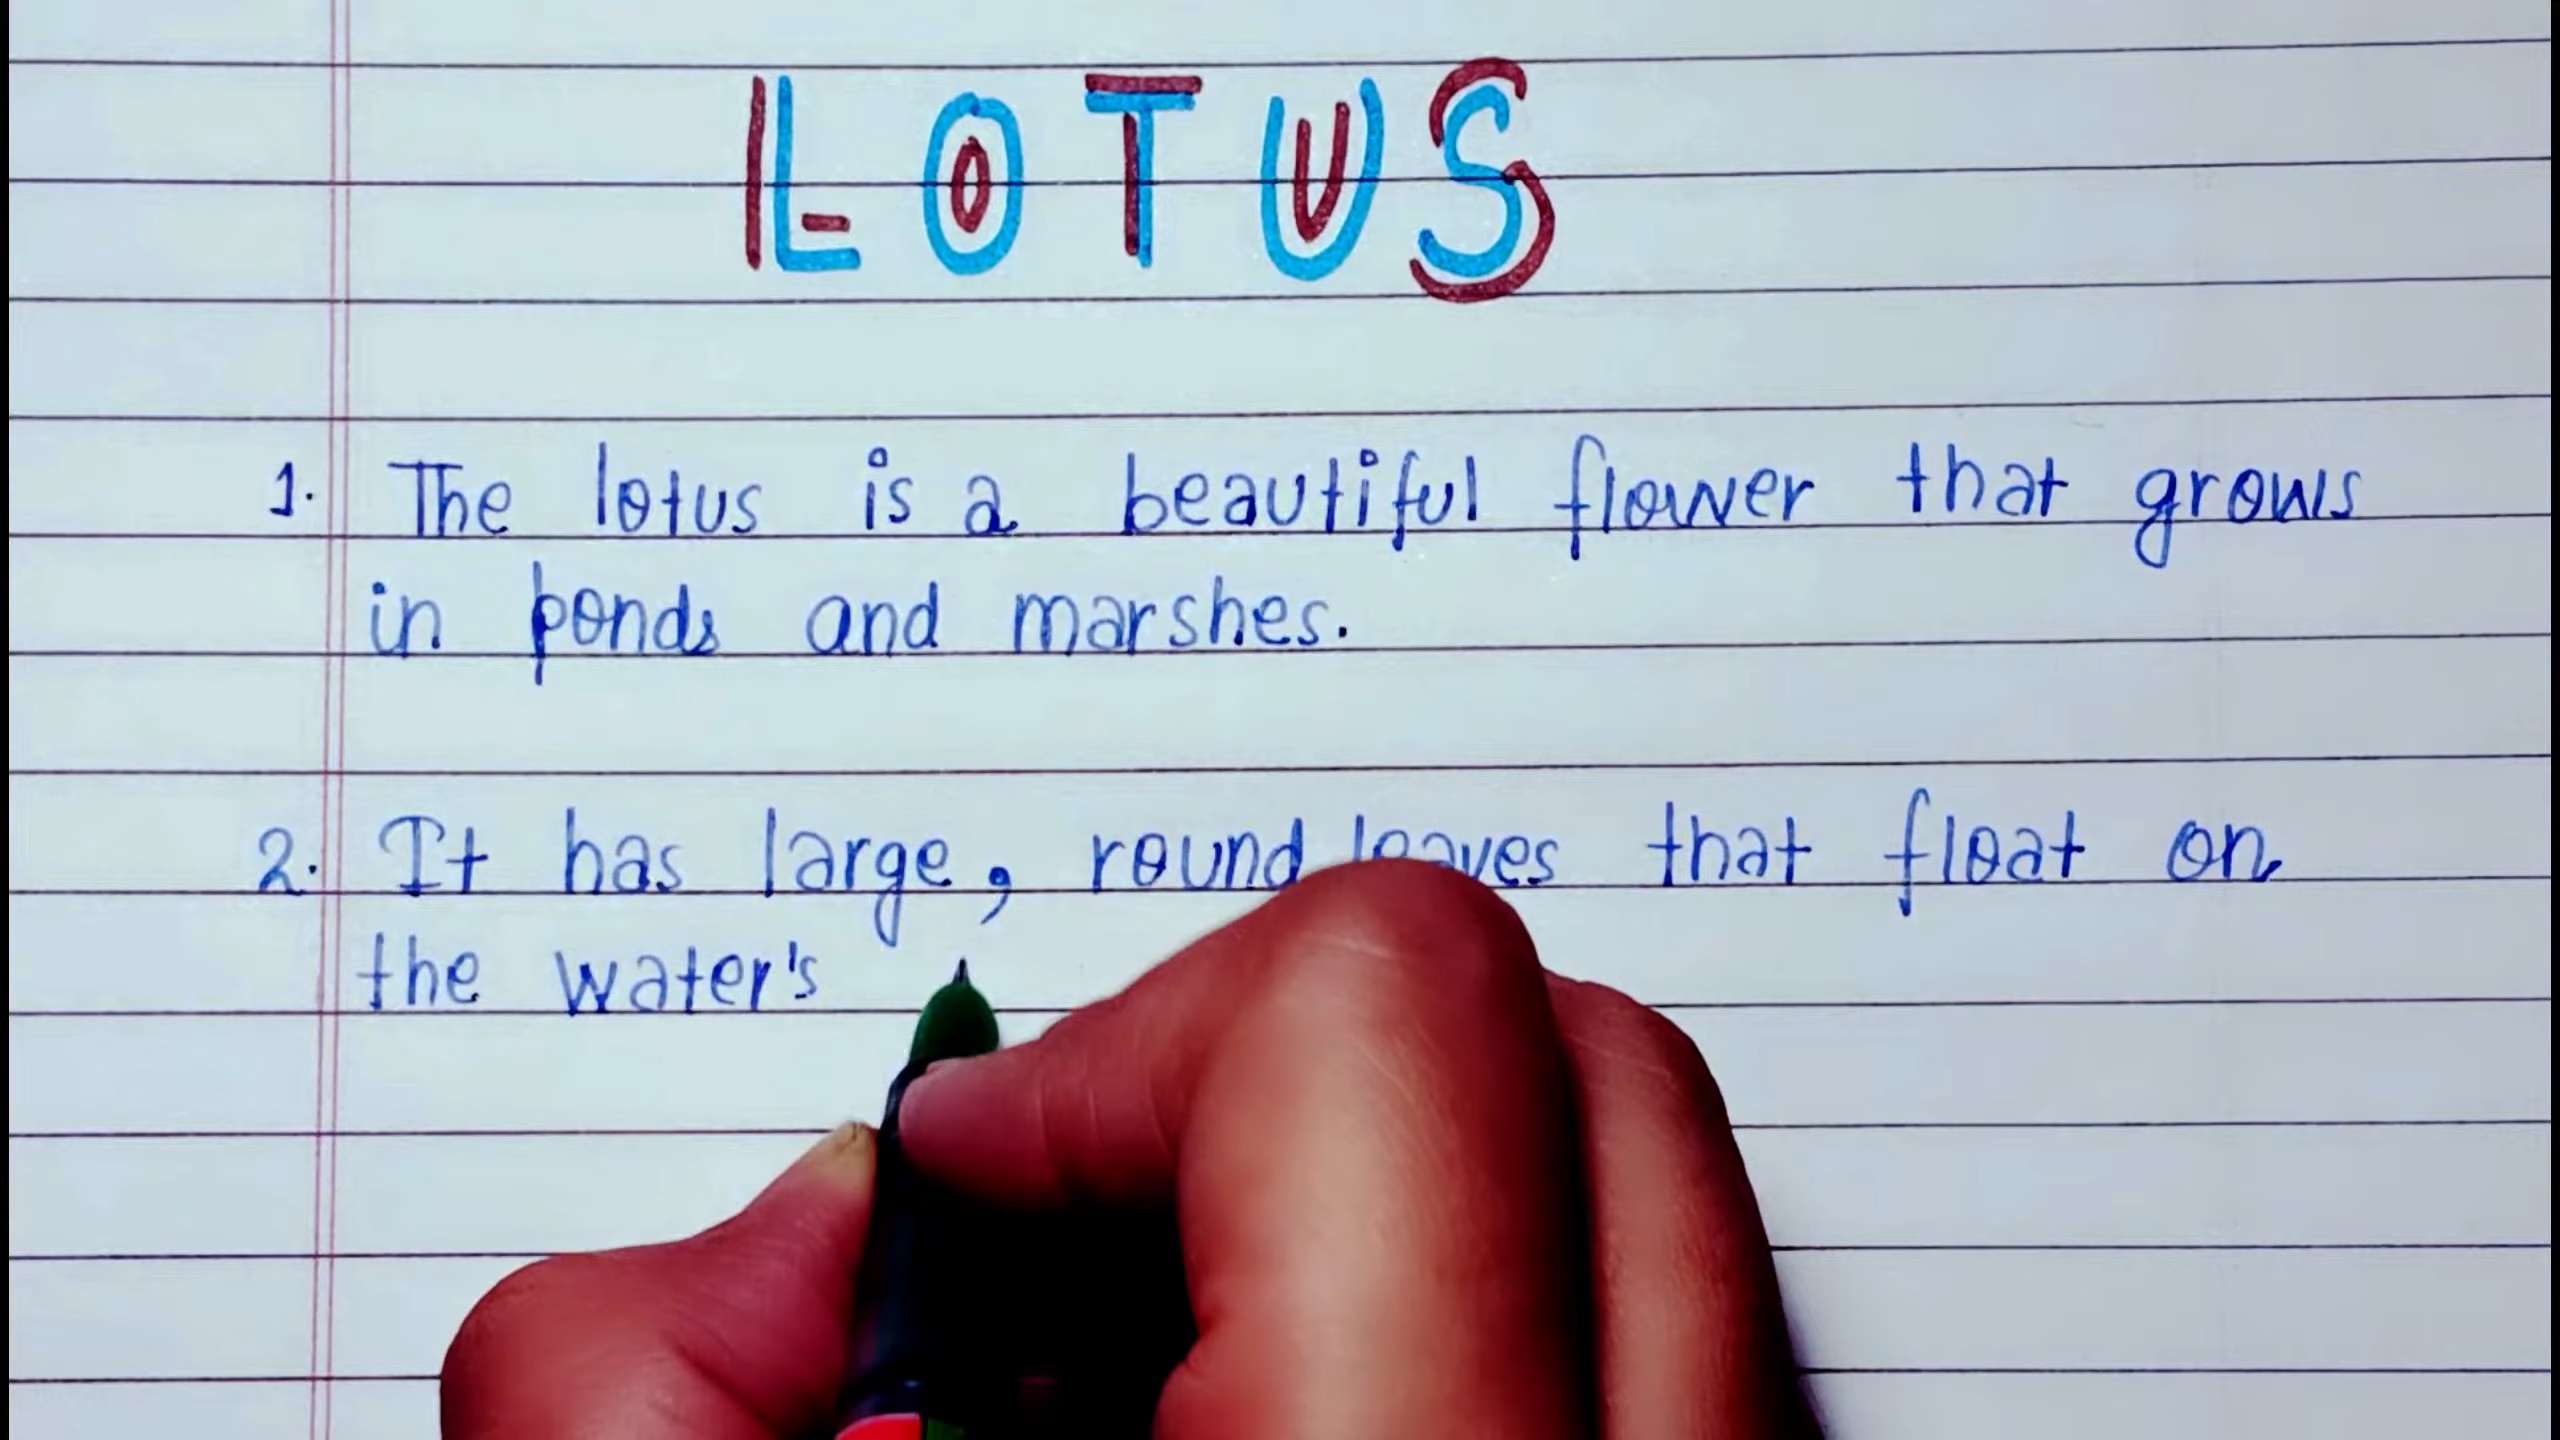 LOTUS
1. The lotus is a beautiful flower that grows
in ponds and marshes.
2. It has large, round leaves that float on
the water's